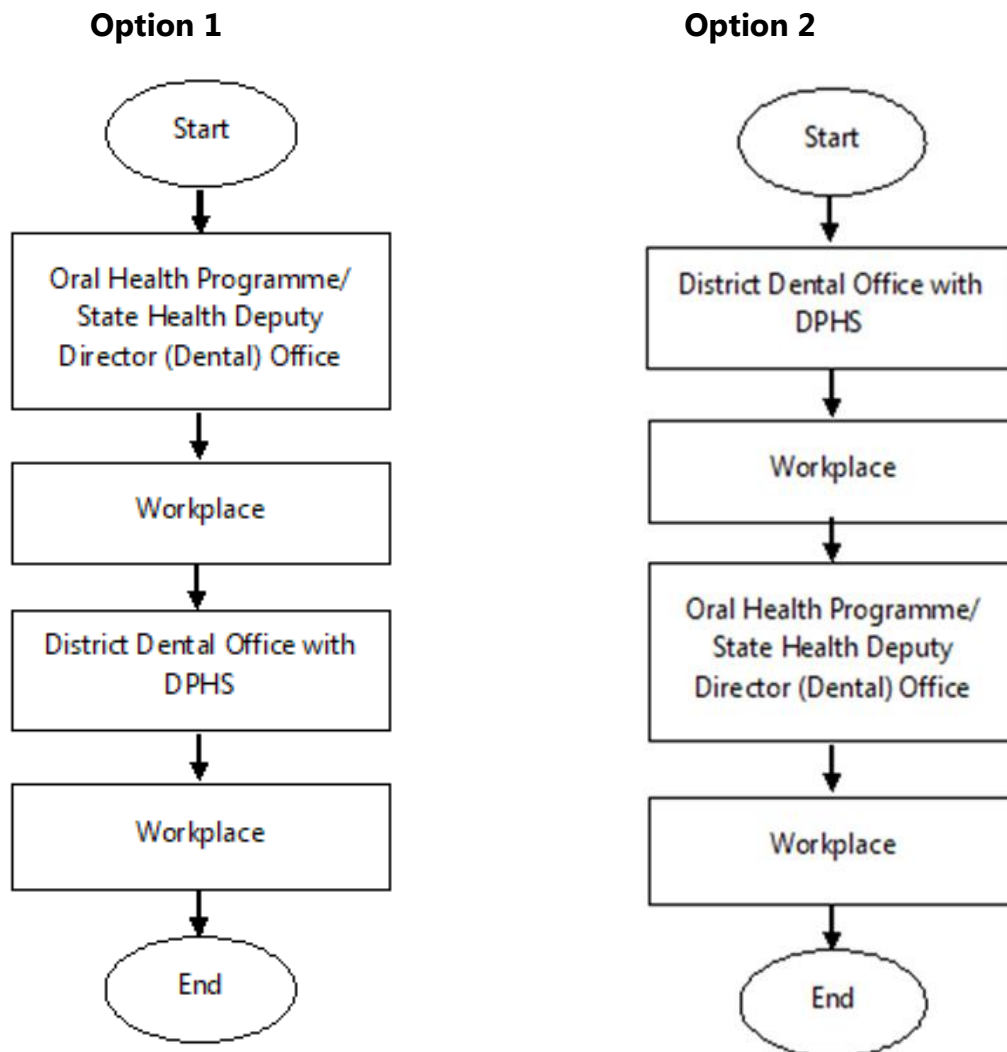 Option 1
Start
Oral Health Programme/
State Health Deputy
Director (Dental) Office
Workplace
District Dental Office with
DPHS
Workplace
End
Option 2
Start
District Dental Office with
DPHS
Workplace
Oral Health Programme/
State Health Deputy
Director (Dental) Office
Workplace
End